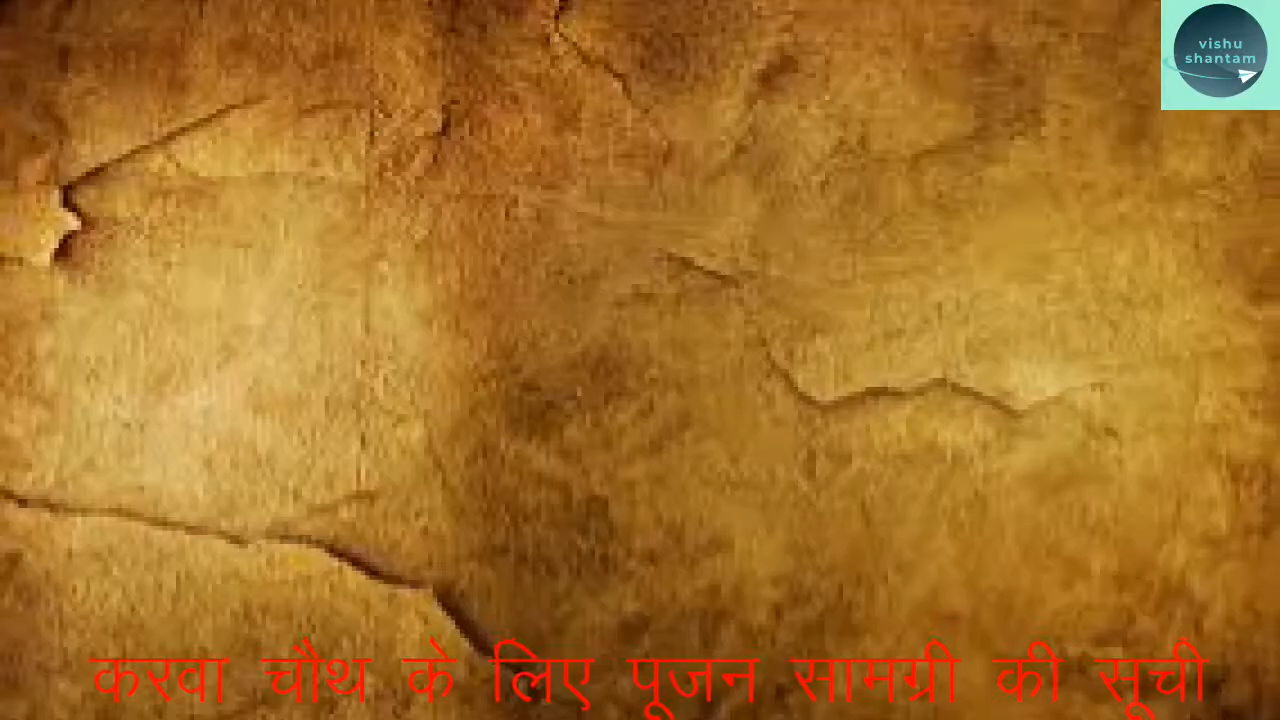 vishu
shantam
करवा चौथ के लिए पूजन सामग्री की सूची